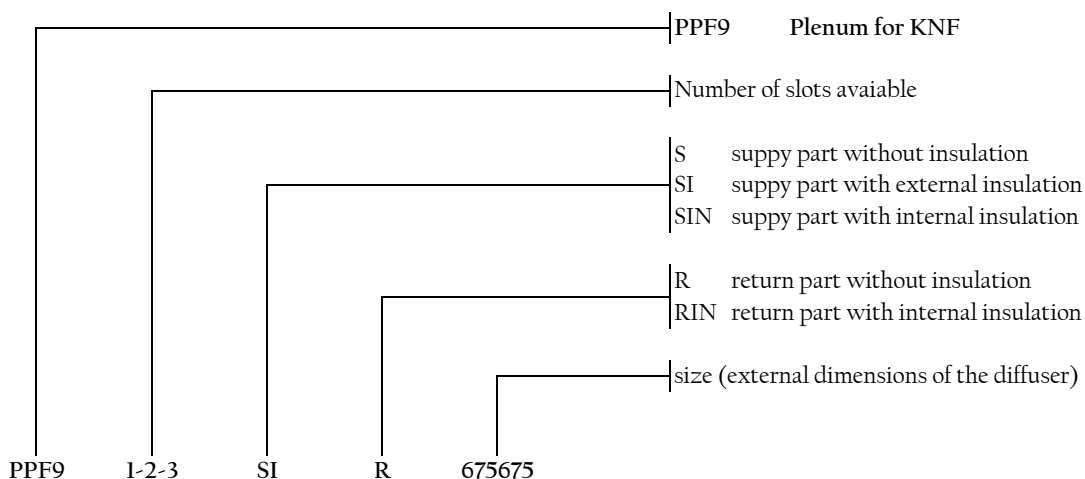 PPF9 Plenum for KNF
Number of slots avaiable
S suppy part without insulation
SI suppy part with external insulation
SIN suppy part with internal insulation
R return part without insulation
RIN return part with internal insulation
size (external dimensions of the diffuser)
PPF9 1-2-3 SI R 675675